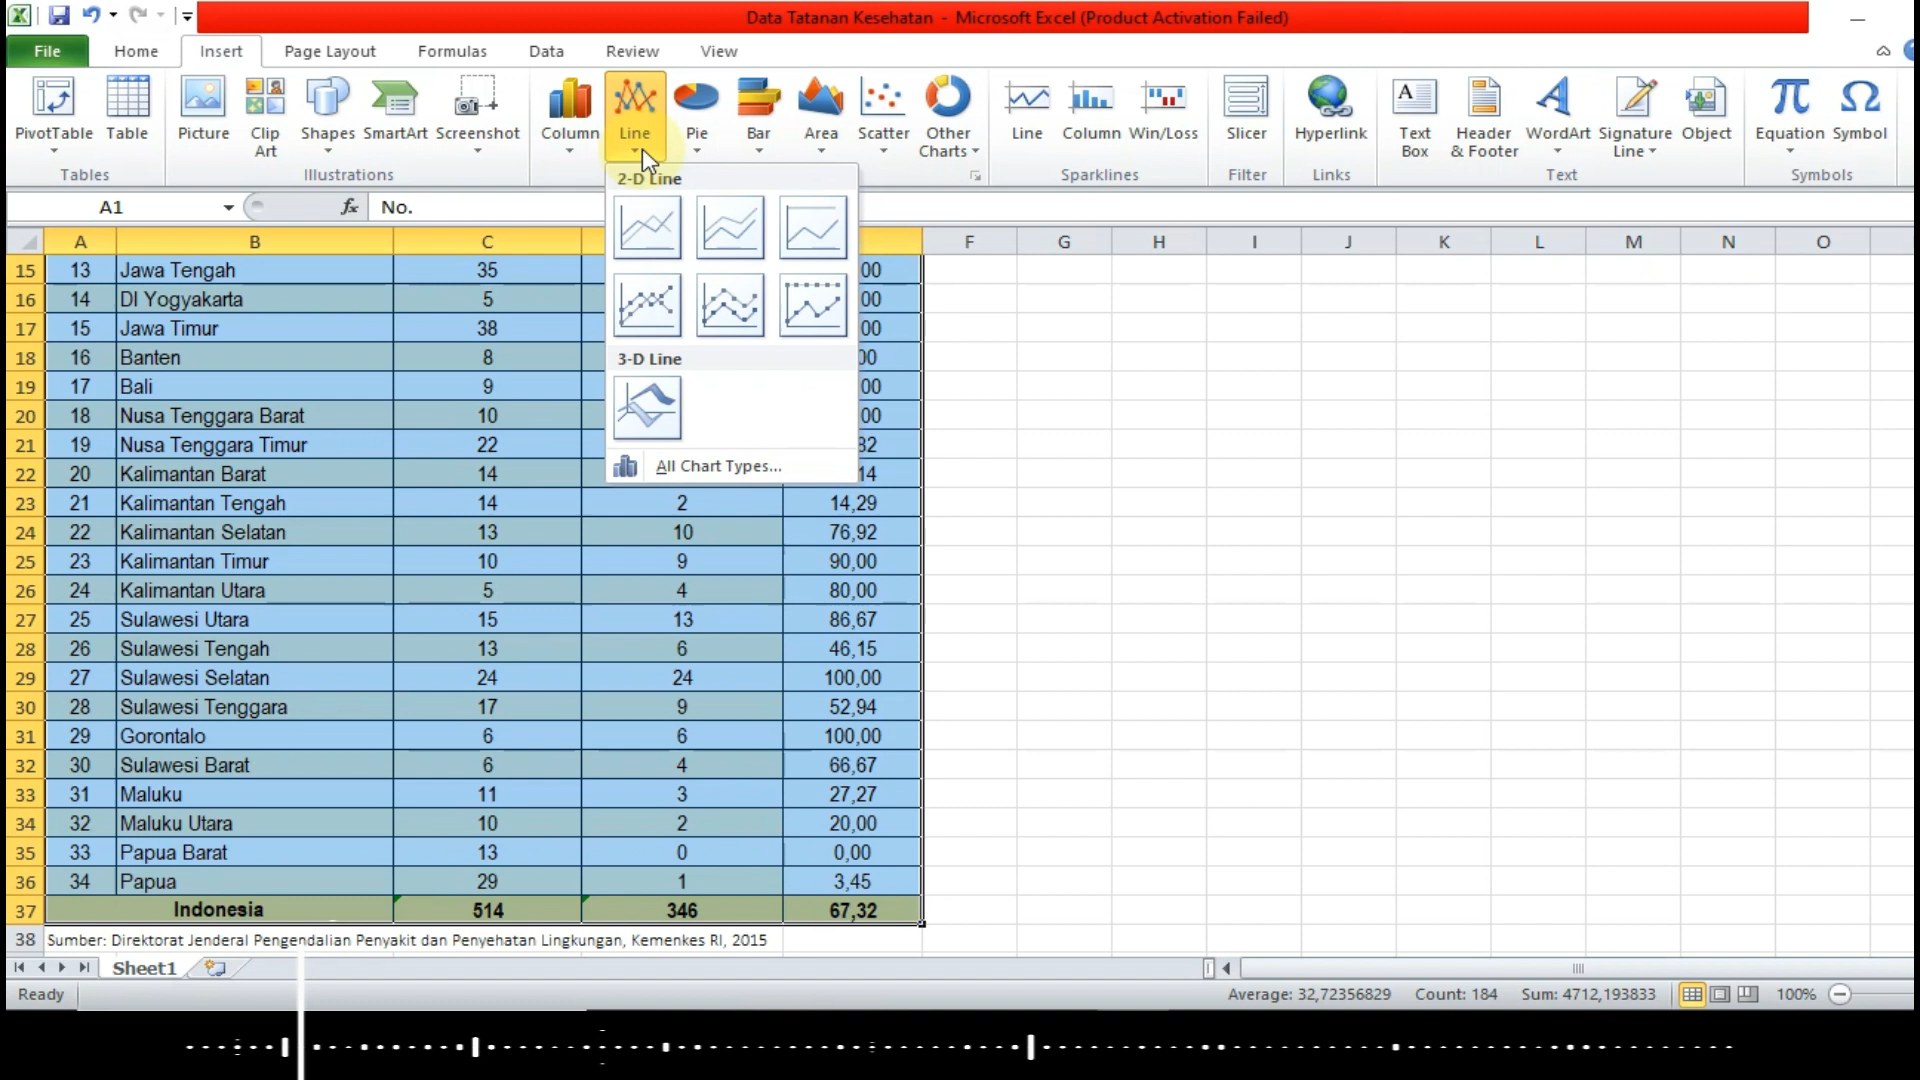 Data Tatanan Kesehatan - Microsoft Excel (Product Activation Failed)
File Home Insert Page Layout Formulas Data Review View
PivotTable Table Picture Clip Art Shapes SmartArt Screenshot Column Line Pie Bar Area Scatter Other Charts Line Column Win/Loss Slicer Hyperlink Text Box Header & Footer WordArt Signature Line Object Equation Symbol
Tables Illustrations Sparklines Filter Links Text Symbols
2-D Line
3-D Line
All Chart Types...
A1 fx No.
A B C F G H I J K L M N O
15 13 Jawa Tengah 35 00
16 14 DI Yogyakarta 5 00
17 15 Jawa Timur 38 00
18 16 Banten 8 00
19 17 Bali 9 00
20 18 Nusa Tenggara Barat 10 00
21 19 Nusa Tenggara Timur 22 82
22 20 Kalimantan Barat 14 14
23 21 Kalimantan Tengah 14 2 14,29
24 22 Kalimantan Selatan 13 10 76,92
25 23 Kalimantan Timur 10 9 90,00
26 24 Kalimantan Utara 5 4 80,00
27 25 Sulawesi Utara 15 13 86,67
28 26 Sulawesi Tengah 13 6 46,15
29 27 Sulawesi Selatan 24 24 100,00
30 28 Sulawesi Tenggara 17 9 52,94
31 29 Gorontalo 6 6 100,00
32 30 Sulawesi Barat 6 4 66,67
33 31 Maluku 11 3 27,27
34 32 Maluku Utara 10 2 20,00
35 33 Papua Barat 13 0 0,00
36 34 Papua 29 1 3,45
37 Indonesia 514 346 67,32
38 Sumber: Direktorat Jenderal Pengendalian Penyakit dan Penyehatan Lingkungan, Kemenkes RI, 2015
Sheet1
Ready Average: 32,72356829 Count: 184 Sum: 4712,193833 100%